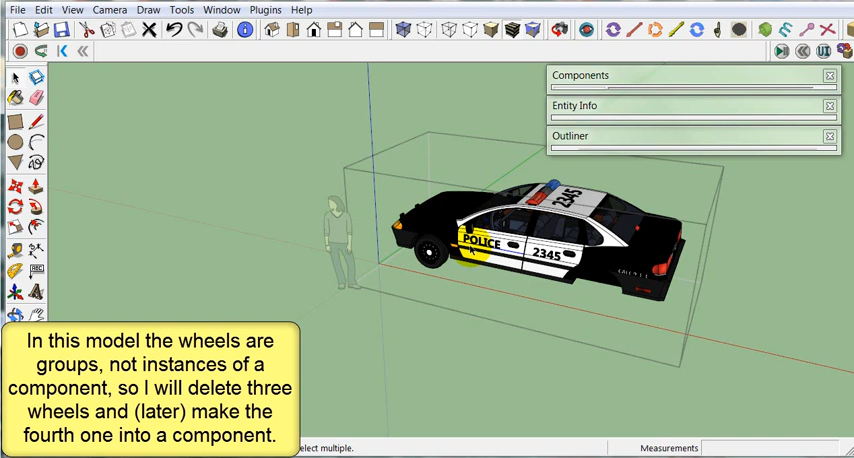 File Edit View Camera Draw Tools Window Plugins Help
Components
Entity Info
Outliner
2345
POLICE
2345
In this model the wheels are
groups, not instances of a
component, so I will delete three
wheels and (later) make the
fourth one into a component.
elect multiple.
Measurements
UI
ABC